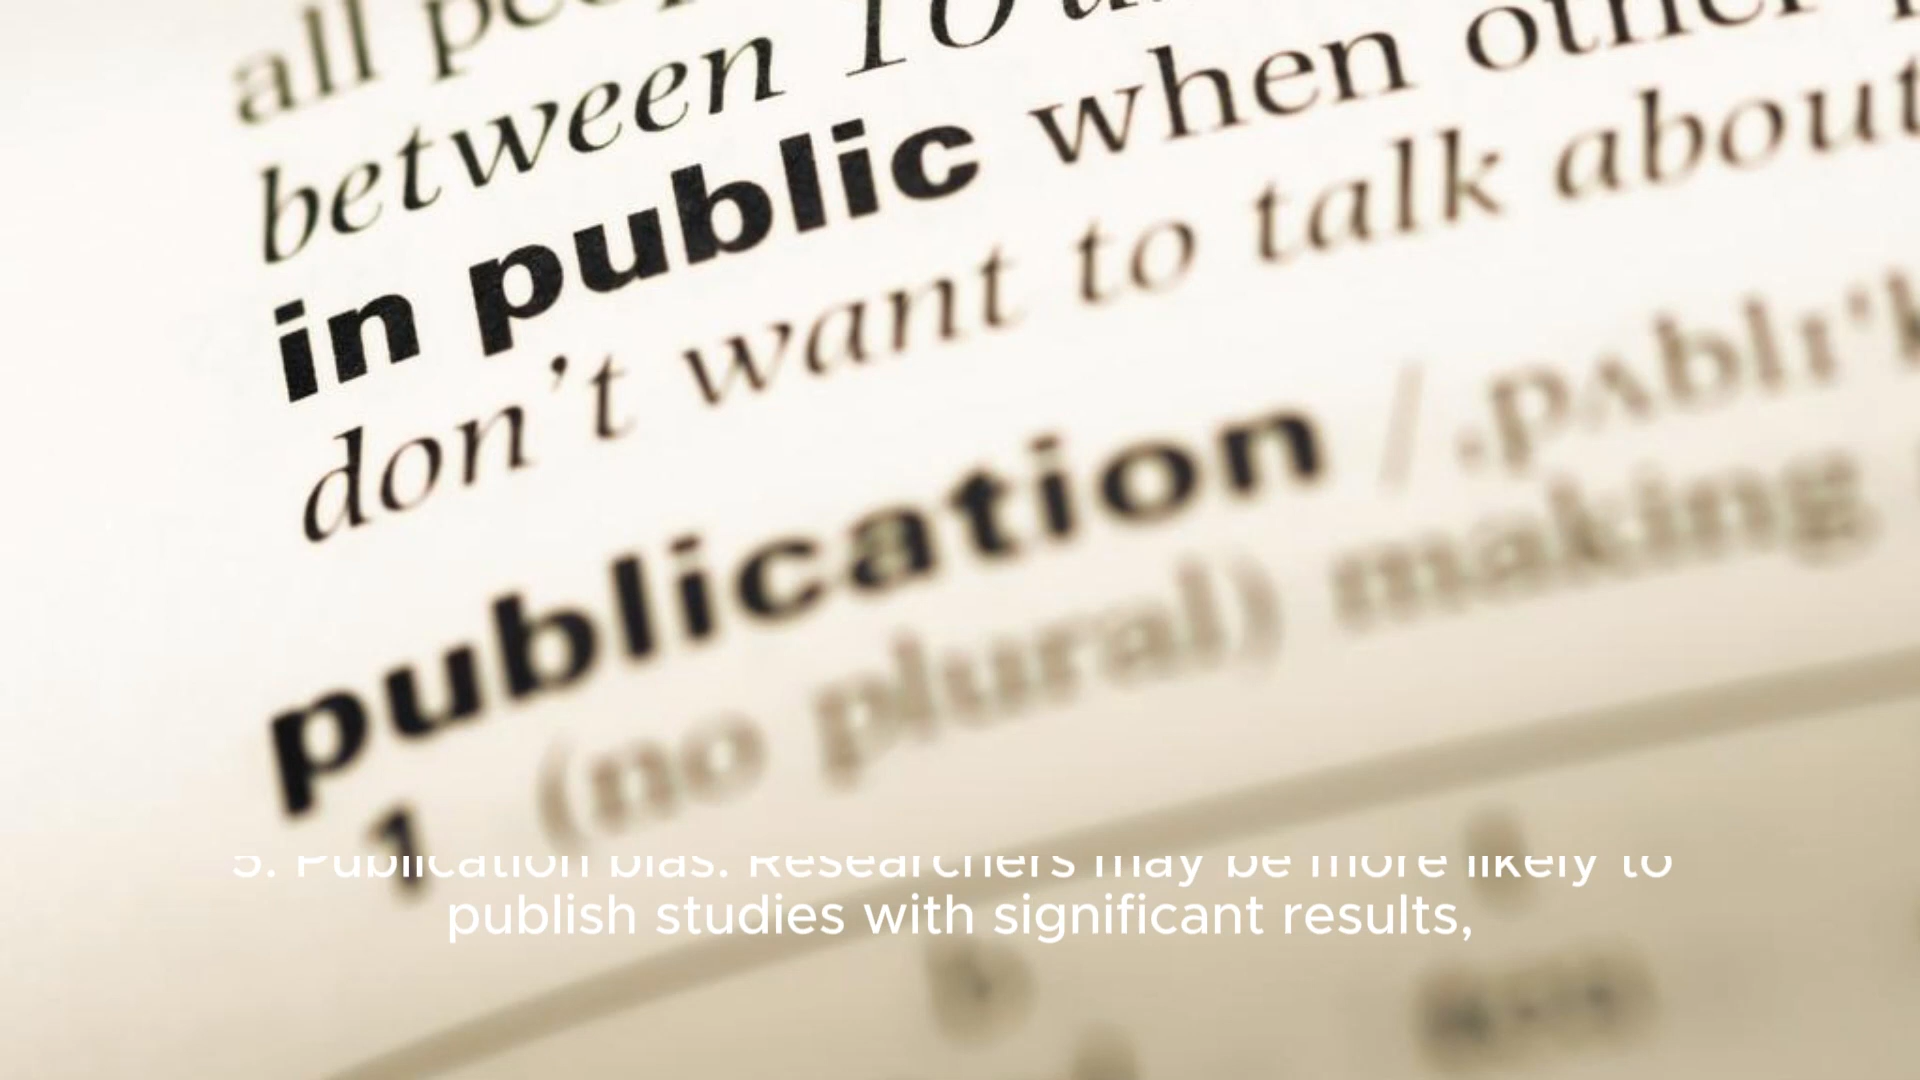 all
between 10
in public when other
don't want to talk about
publication /ˌpʌblɪˈk
1 (no plural) making
5. Publication bias. Researchers may be more likely to
publish studies with significant results,